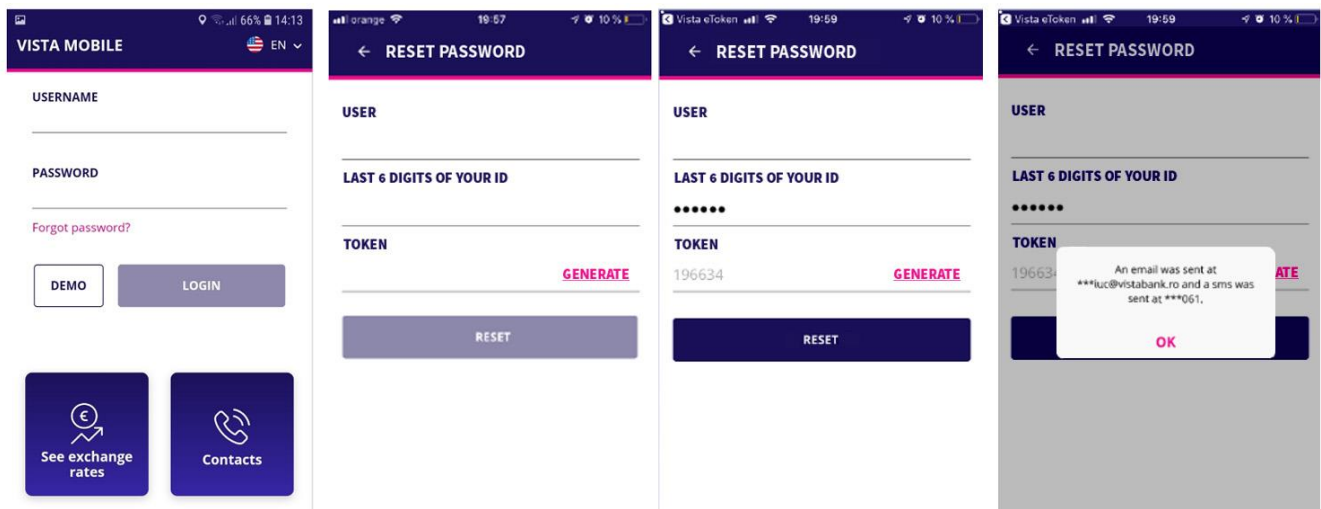 66% 14:13
VISTA MOBILE
EN
USERNAME
PASSWORD
Forgot password?
DEMO
LOGIN
See exchange
rates
Contacts
orange 19:57 10 %
RESET PASSWORD
USER
LAST 6 DIGITS OF YOUR ID
TOKEN
GENERATE
RESET
Vista eToken 19:59 10 %
RESET PASSWORD
USER
LAST 6 DIGITS OF YOUR ID
••••••
TOKEN
196634
GENERATE
RESET
Vista eToken 19:59 10 %
RESET PASSWORD
USER
LAST 6 DIGITS OF YOUR ID
••••••
TOKEN
19663
ATE
An email was sent at
***iuc@vistabank.ro and a sms was
sent at ***061.
OK